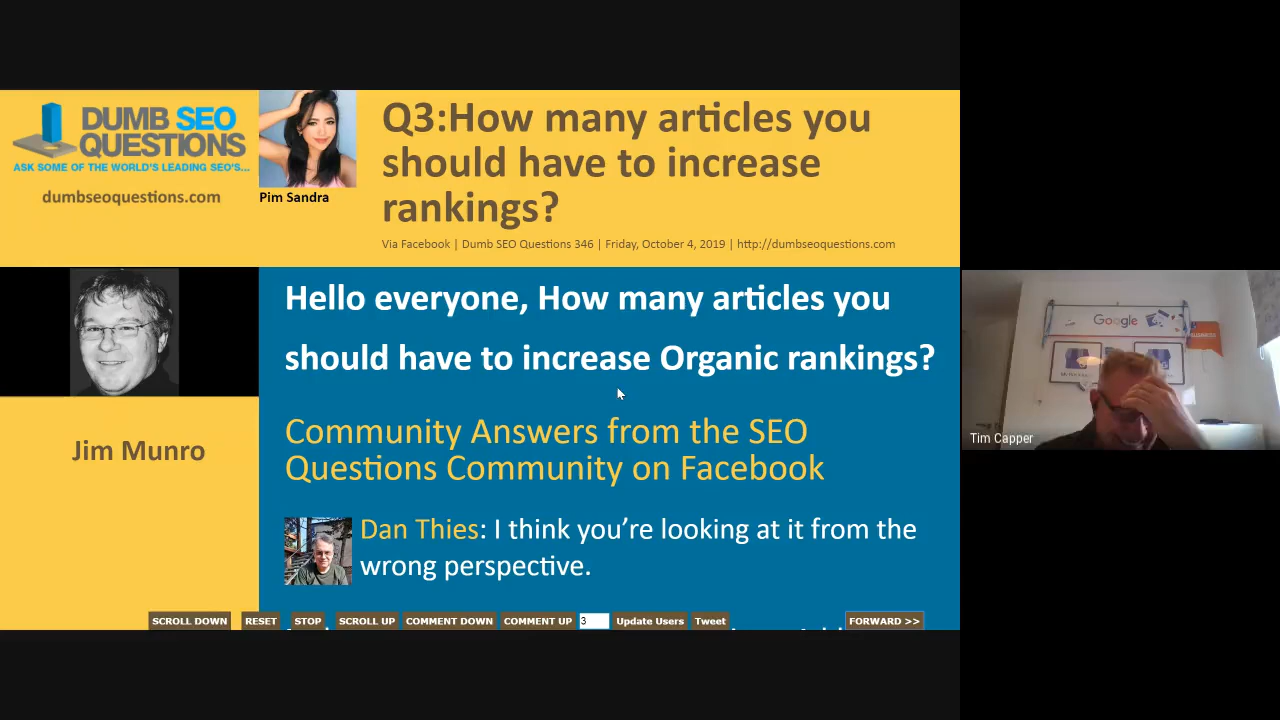 DUMB SEO
QUESTIONS
ASK SOME OF THE WORLD'S LEADING SEO'S...
dumbseoquestions.com
Pim Sandra
Q3:How many articles you
should have to increase
rankings?
Via Facebook | Dumb SEO Questions 346 | Friday, October 4, 2019 | http://dumbseoquestions.com
Jim Munro
Hello everyone, How many articles you
should have to increase Organic rankings?
Community Answers from the SEO
Questions Community on Facebook
Dan Thies: I think you're looking at it from the
wrong perspective.
SCROLL DOWN RESET STOP SCROLL UP COMMENT DOWN COMMENT UP 3 Update Users Tweet FORWARD >>
Google
Tim Capper